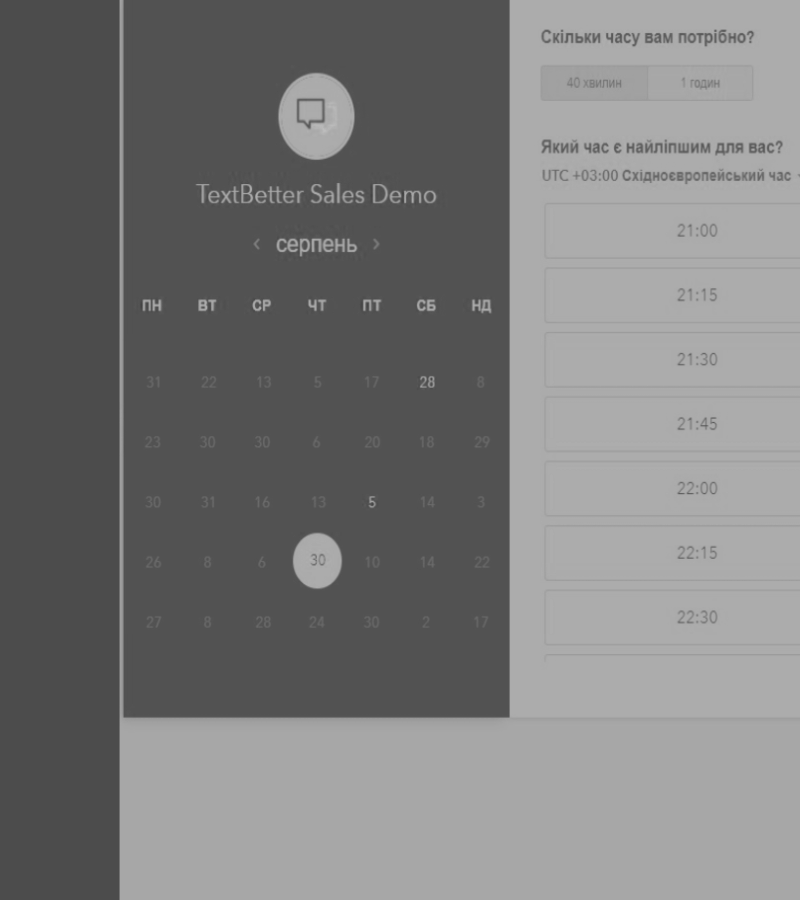 TextBetter Sales Demo
‹ серпень ›
ПН ВТ СР ЧТ ПТ СБ НД
31 22 13 5 17 28 8
23 30 30 6 20 18 29
30 31 16 13 5 14 3
26 8 6 30 10 14 22
27 8 28 24 30 2 17
Скільки часу вам потрібно?
40 хвилин 1 годин
Який час є найліпшим для вас?
UTC +03:00 Східноєвропейський час
21:00
21:15
21:30
21:45
22:00
22:15
22:30